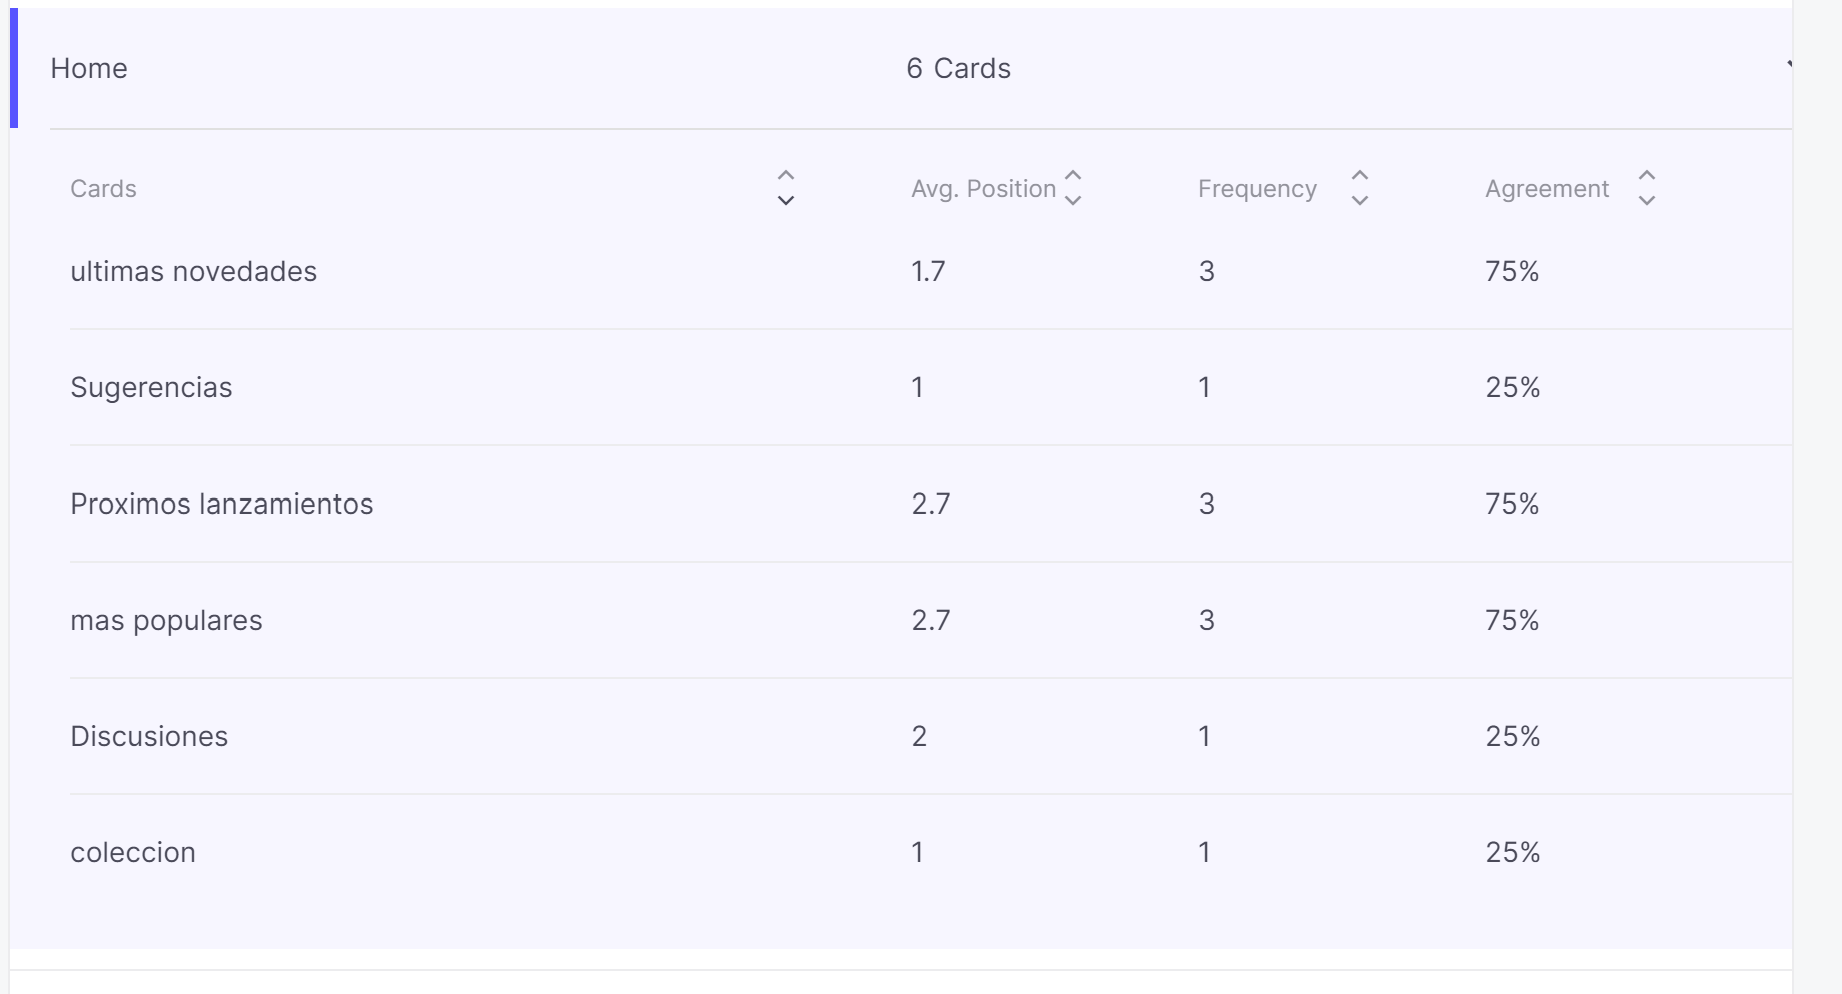 Home 6 Cards
Cards Avg. Position Frequency Agreement
ultimas novedades 1.7 3 75%
Sugerencias 1 1 25%
Proximos lanzamientos 2.7 3 75%
mas populares 2.7 3 75%
Discusiones 2 1 25%
coleccion 1 1 25%